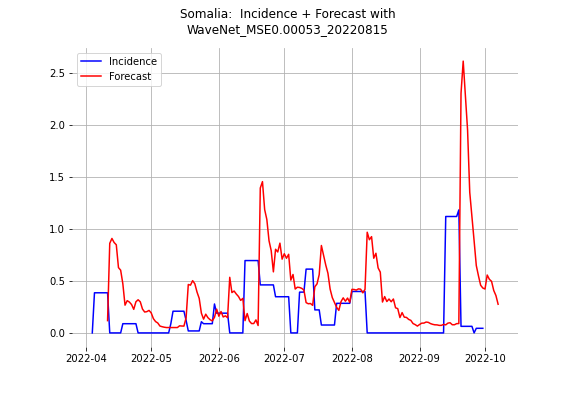 Somalia:  Incidence + Forecast with
WaveNet_MSE0.00053_20220815
Incidence
Forecast
2.5
2.0
1.5
1.0
0.5
0.0
2022-04 2022-05 2022-06 2022-07 2022-08 2022-09 2022-10